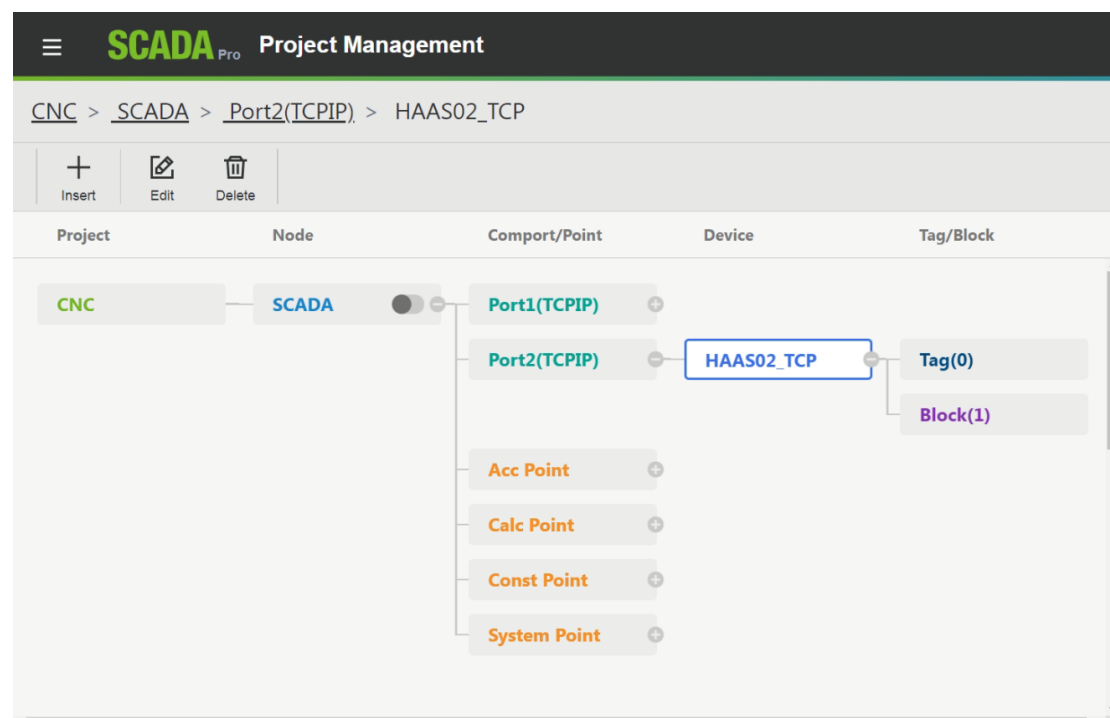 SCADA Pro Project Management
CNC > SCADA > Port2(TCPIP) > HAAS02_TCP
Insert Edit Delete
Project Node Comport/Point Device Tag/Block
CNC SCADA Port1(TCPIP)
Port2(TCPIP) HAAS02_TCP Tag(0)
Block(1)
Acc Point
Calc Point
Const Point
System Point